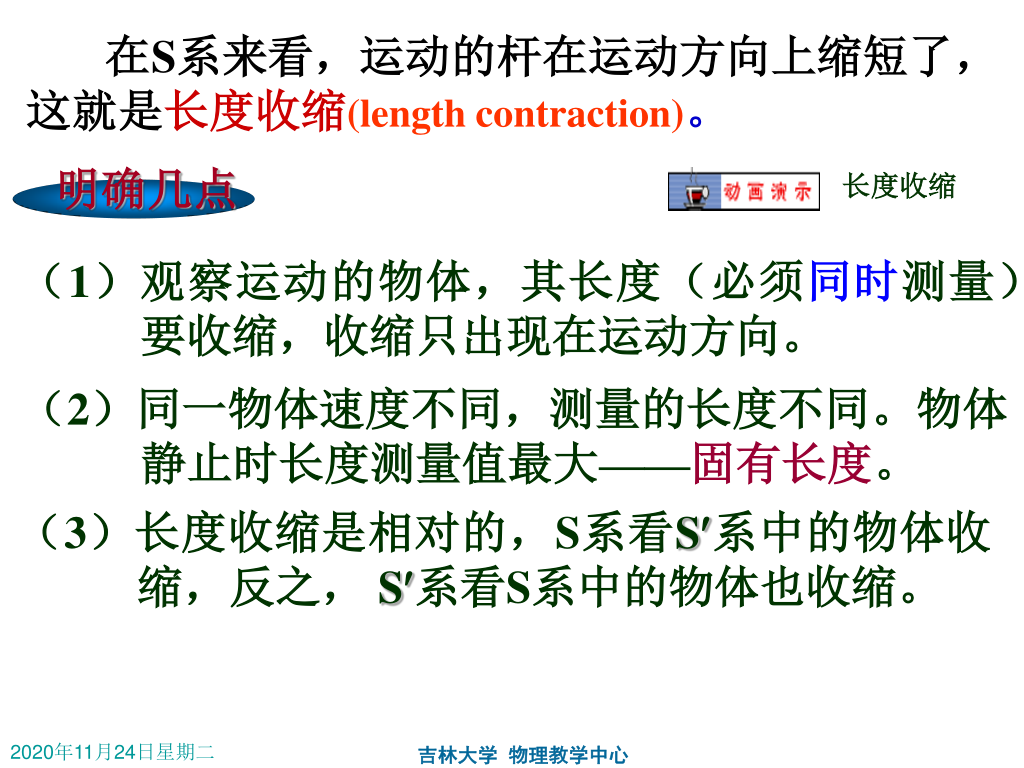 在S系来看，运动的杆在运动方向上缩短了，
这就是长度收缩(length contraction)。
明确几点
动画演示 长度收缩
（1）观察运动的物体，其长度（必须同时测量）
要收缩，收缩只出现在运动方向。
（2）同一物体速度不同，测量的长度不同。物体
静止时长度测量值最大——固有长度。
（3）长度收缩是相对的，S系看S′系中的物体收
缩，反之， S′系看S系中的物体也收缩。
2020年11月24日星期二 吉林大学 物理教学中心